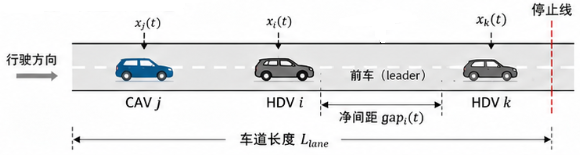 停止线
x_j(t)
x_i(t)
x_k(t)
行驶方向
前车（leader）
CAV j
HDV i
HDV k
净间距 gap_i(t)
车道长度 L_lane